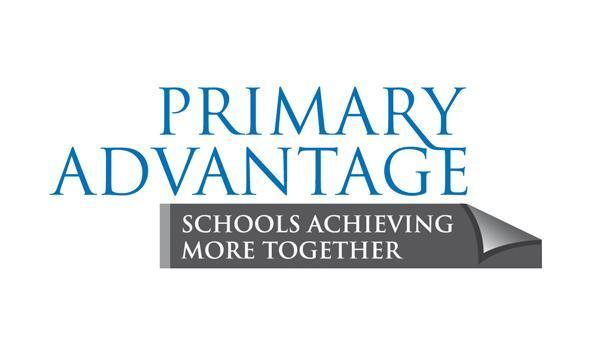 PRIMARY
ADVANTAGE
SCHOOLS ACHIEVING
MORE TOGETHER